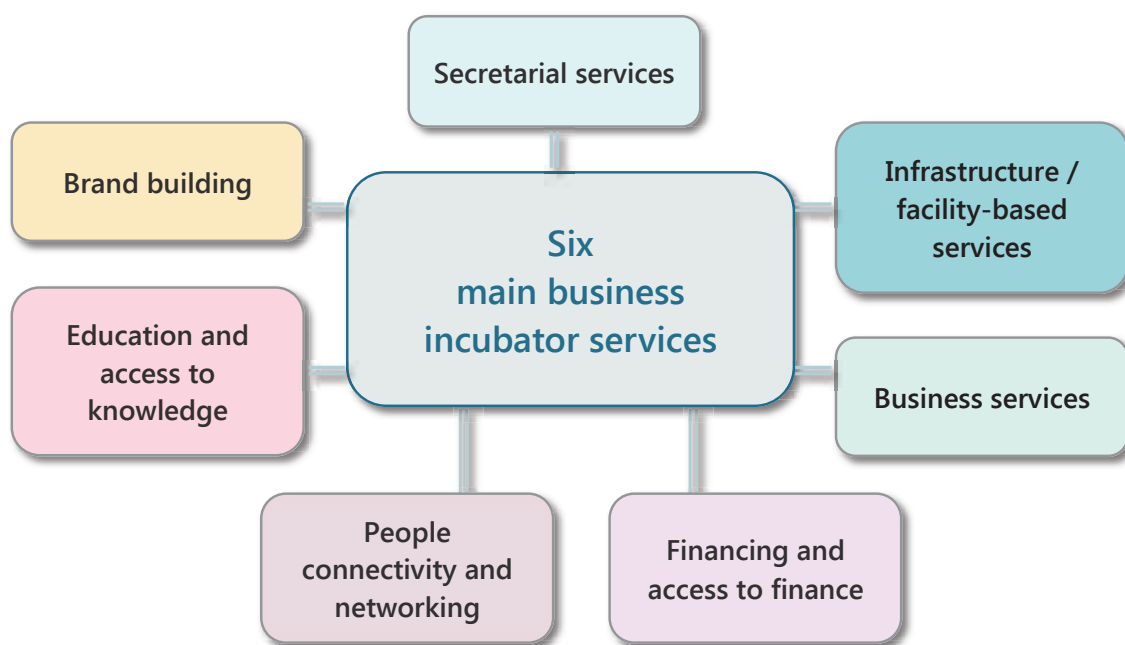 Secretarial services
Brand building
Infrastructure /
facility-based
services
Six
main business
incubator services
Education and
access to
knowledge
Business services
People
connectivity and
networking
Financing and
access to finance